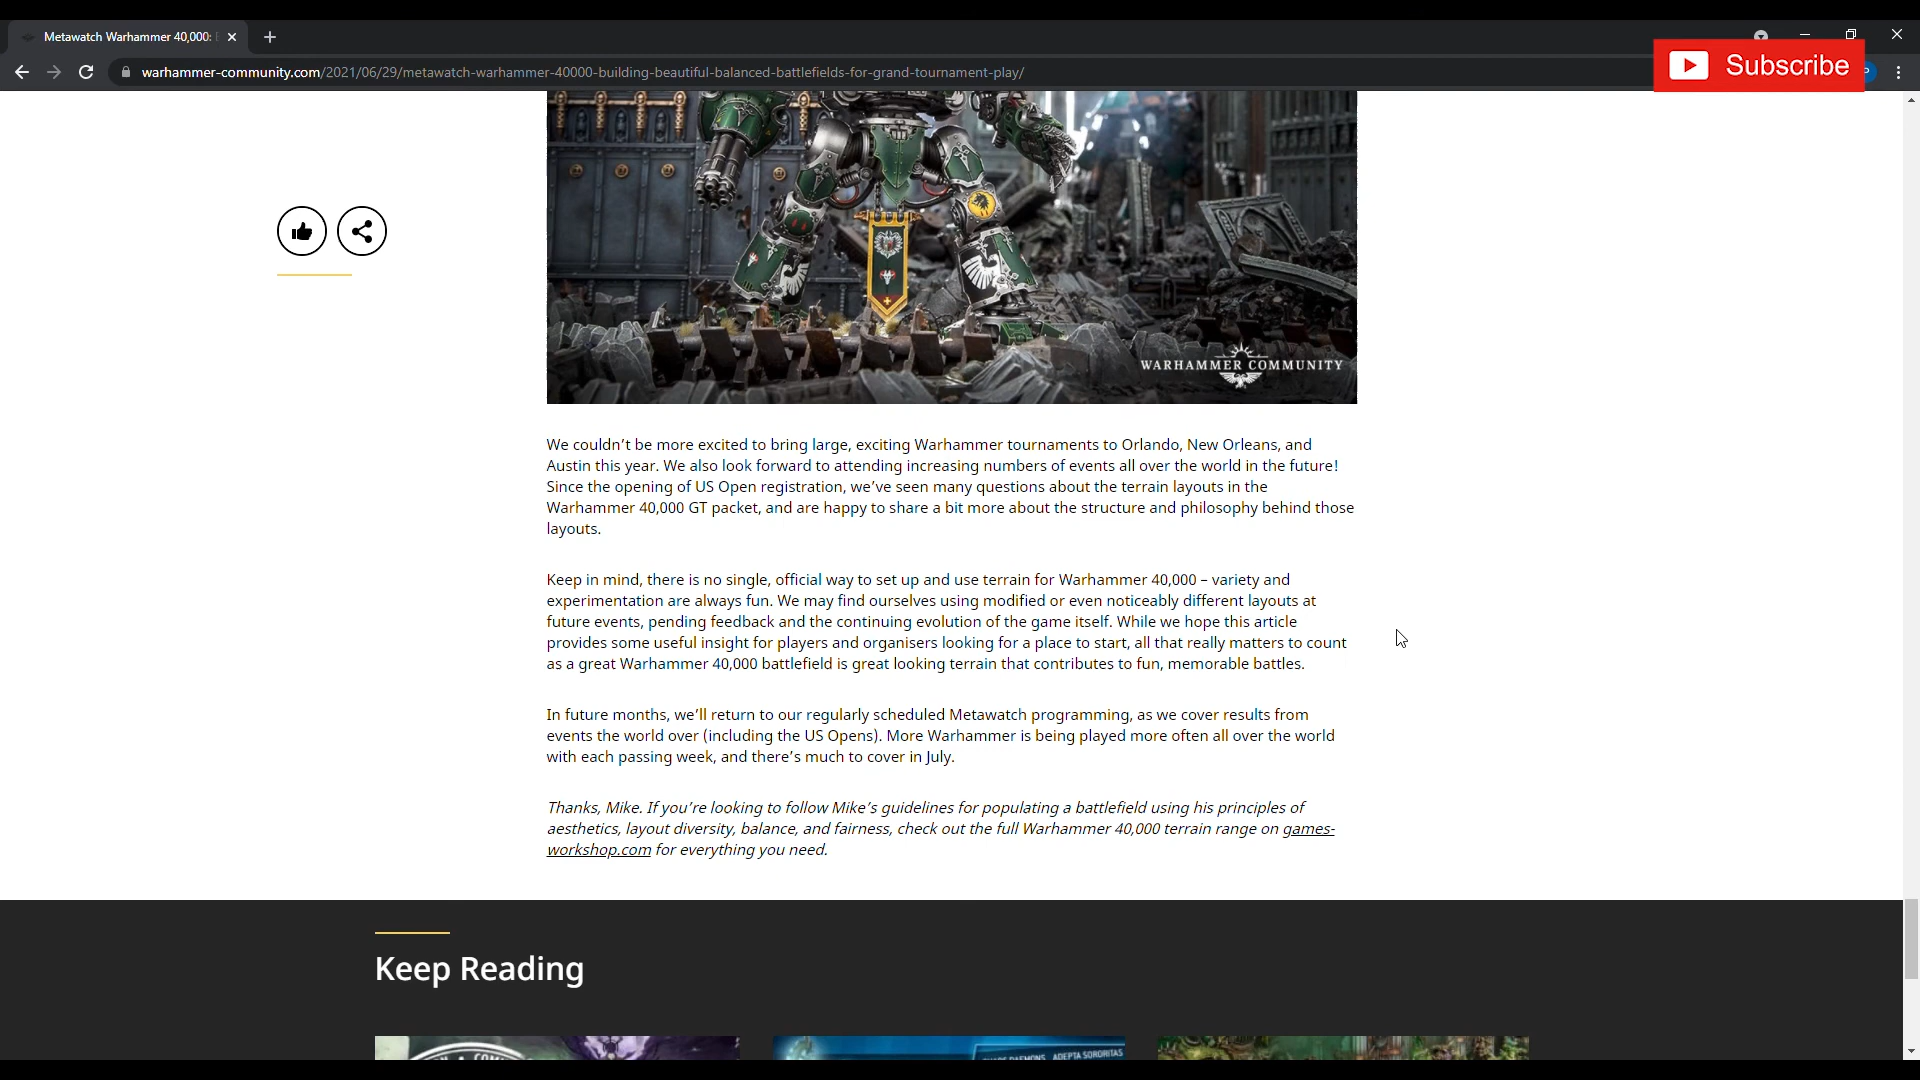 Metawatch Warhammer 40,000:
Subscribe
warhammer-community.com/2021/06/29/metawatch-warhammer-40000-building-beautiful-balanced-battlefields-for-grand-tournament-play/
WARHAMMER COMMUNITY
We couldn't be more excited to bring large, exciting Warhammer tournaments to Orlando, New Orleans, and
Austin this year. We also look forward to attending increasing numbers of events all over the world in the future!
Since the opening of US Open registration, we've seen many questions about the terrain layouts in the
Warhammer 40,000 GT packet, and are happy to share a bit more about the structure and philosophy behind those
layouts.
Keep in mind, there is no single, official way to set up and use terrain for Warhammer 40,000 – variety and
experimentation are always fun. We may find ourselves using modified or even noticeably different layouts at
future events, pending feedback and the continuing evolution of the game itself. While we hope this article
provides some useful insight for players and organisers looking for a place to start, all that really matters to count
as a great Warhammer 40,000 battlefield is great looking terrain that contributes to fun, memorable battles.
In future months, we'll return to our regularly scheduled Metawatch programming, as we cover results from
events the world over (including the US Opens). More Warhammer is being played more often all over the world
with each passing week, and there's much to cover in July.
Thanks, Mike. If you're looking to follow Mike's guidelines for populating a battlefield using his principles of
aesthetics, layout diversity, balance, and fairness, check out the full Warhammer 40,000 terrain range on games-
workshop.com for everything you need.
Keep Reading
DAEMONS ADEPTA SORORITAS